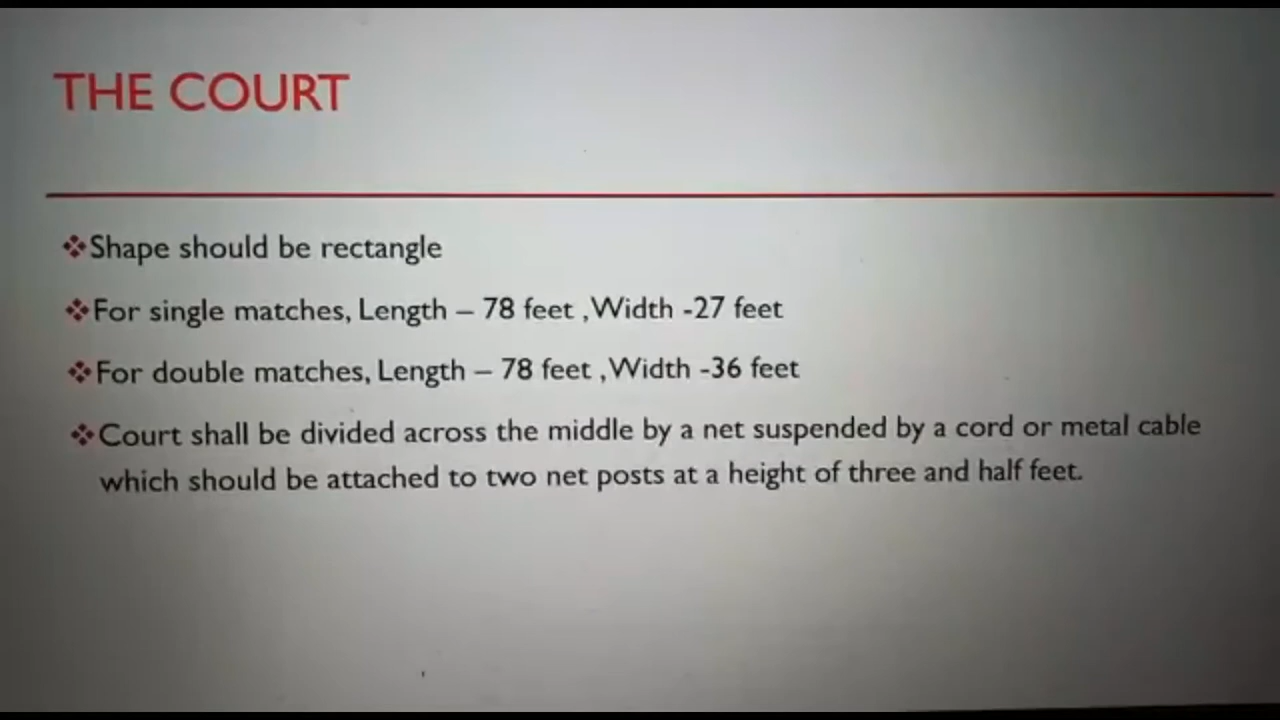 THE COURT
❖Shape should be rectangle
❖For single matches, Length – 78 feet ,Width -27 feet
❖For double matches, Length – 78 feet ,Width -36 feet
❖Court shall be divided across the middle by a net suspended by a cord or metal cable
which should be attached to two net posts at a height of three and half feet.